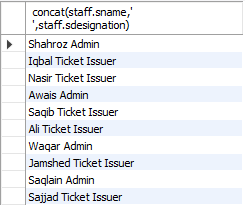 concat(staff.sname,'
',staff.sdesignation)
Shahroz Admin
Iqbal Ticket Issuer
Nasir Ticket Issuer
Awais Admin
Saqib Ticket Issuer
Ali Ticket Issuer
Waqar Admin
Jamshed Ticket Issuer
Saqlain Admin
Sajjad Ticket Issuer